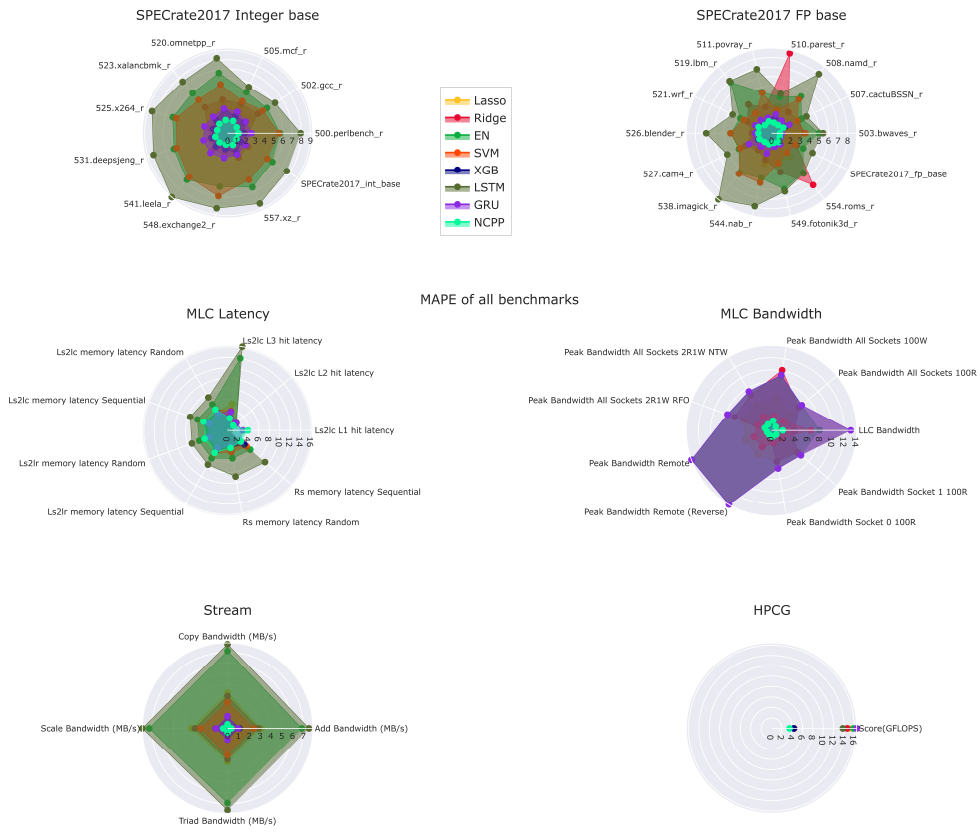 SPECrate2017 Integer base
520.omnetpp_r
505.mcf_r
523.xalancbmk_r
502.gcc_r
525.x264_r
500.perlbench_r
0 1 2 3 4 5 6 7 8 9
531.deepsjeng_r
SPECrate2017_int_base
541.leela_r
557.xz_r
548.exchange2_r
Lasso
Ridge
EN
SVM
XGB
LSTM
GRU
NCPP
SPECrate2017 FP base
511.povray_r
510.parest_r
519.lbm_r
508.namd_r
521.wrf_r
507.cactuBSSN_r
526.blender_r
503.bwaves_r
0 1 2 3 4 5 6 7 8
527.cam4_r
SPECrate2017_fp_base
538.imagick_r
554.roms_r
544.nab_r
549.fotonik3d_r
MAPE of all benchmarks
MLC Latency
Ls2lc L3 hit latency
Ls2lc memory latency Random
Ls2lc L2 hit latency
Ls2lc memory latency Sequential
Ls2lc L1 hit latency
0 2 4 6 8 10 12 14 16
Ls2lr memory latency Random
Rs memory latency Sequential
Ls2lr memory latency Sequential
Rs memory latency Random
MLC Bandwidth
Peak Bandwidth All Sockets 100W
Peak Bandwidth All Sockets 2R1W NTW
Peak Bandwidth All Sockets 100R
Peak Bandwidth All Sockets 2R1W RFO
LLC Bandwidth
0 2 4 6 8 10 12 14
Peak Bandwidth Remote
Peak Bandwidth Socket 1 100R
Peak Bandwidth Remote (Reverse)
Peak Bandwidth Socket 0 100R
Stream
Copy Bandwidth (MB/s)
Scale Bandwidth (MB/s)
Add Bandwidth (MB/s)
0 1 2 3 4 5 6 7
Triad Bandwidth (MB/s)
HPCG
Score(GFLOPS)
0 2 4 6 8 10 12 14 16